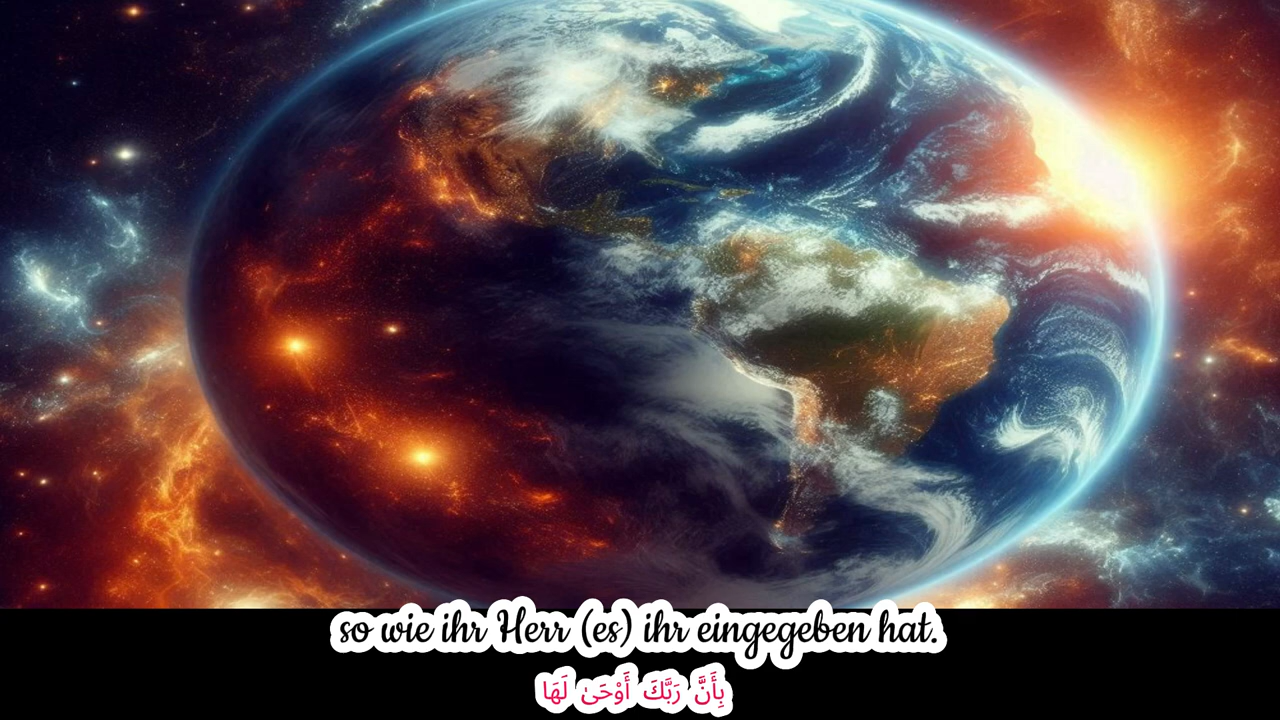 so wie ihr Herr (es) ihr eingegeben hat.
بِأَنَّ رَبَّكَ أَوْحَىٰ لَهَا